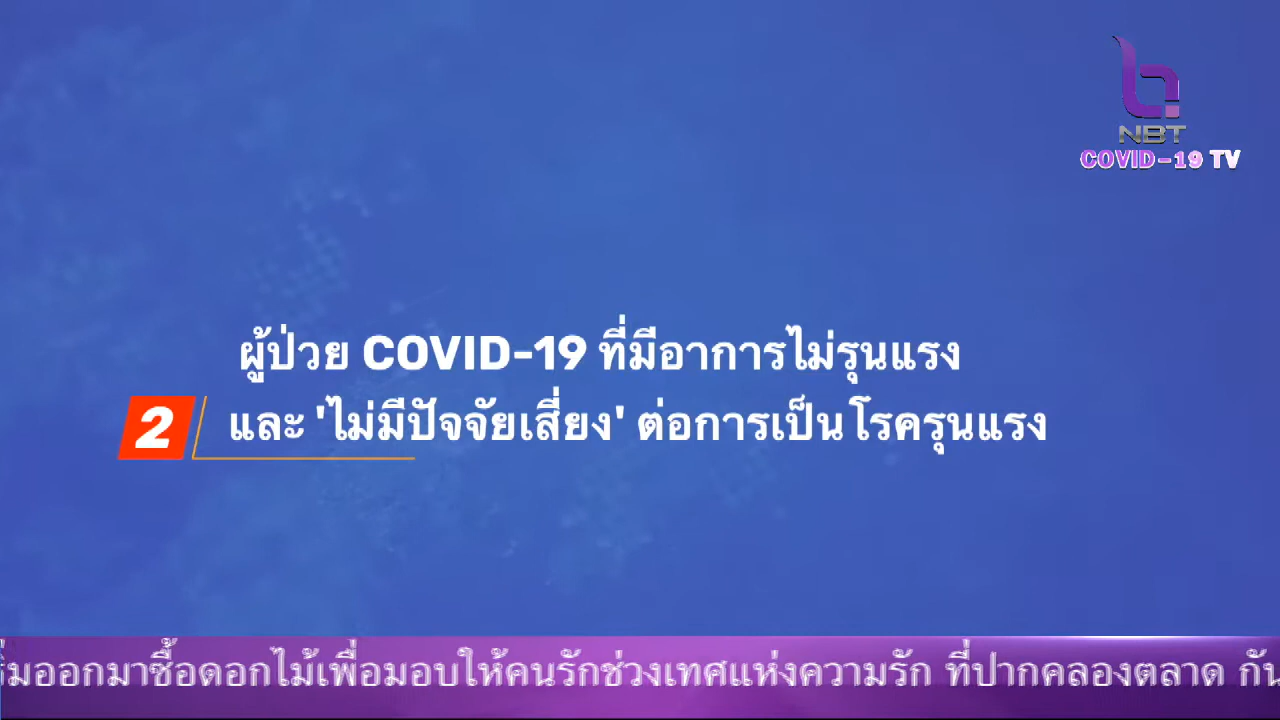 NBT
COVID-19 TV
ผู้ป่วย COVID-19 ที่มีอาการไม่รุนแรง
2 และ 'ไม่มีปัจจัยเสี่ยง' ต่อการเป็นโรครุนแรง
ออกมาซื้อดอกไม้เพื่อมอบให้คนรักช่วงเทศแห่งความรัก ที่ปากคลองตลาด กัน